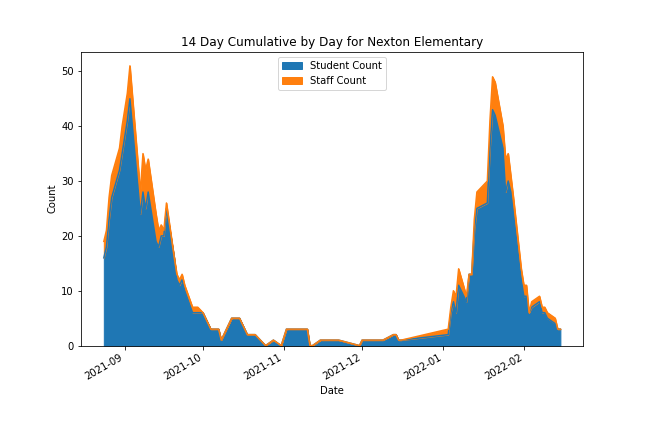 14 Day Cumulative by Day for Nexton Elementary
Student Count
Staff Count
50
40
30
20
10
0
Count
2021-09
2021-10
2021-11
2021-12
2022-01
2022-02
Date